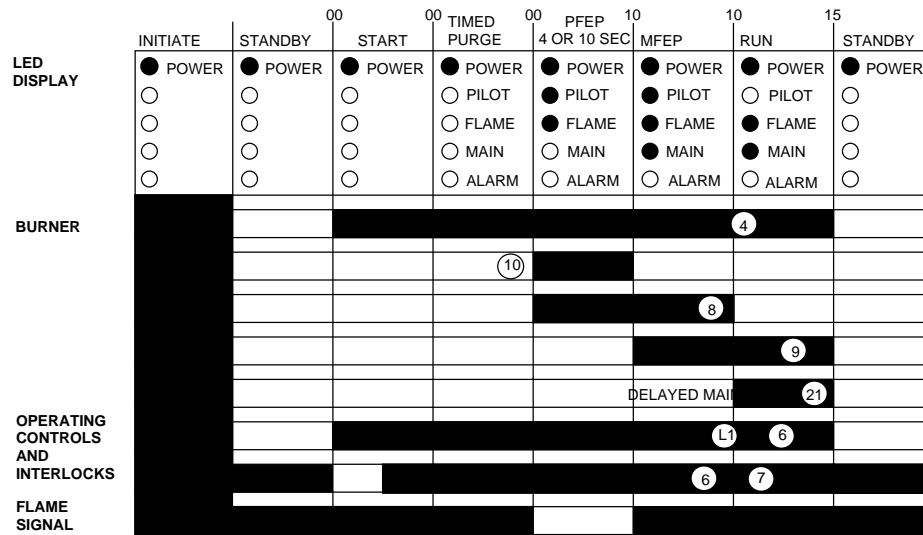 00 00 00 10 10 15
TIMED PFEP
INITIATE STANDBY START PURGE 4 OR 10 SEC MFEP RUN STANDBY
LED
DISPLAY
POWER POWER POWER POWER POWER POWER POWER POWER
PILOT PILOT PILOT PILOT
FLAME FLAME FLAME FLAME
MAIN MAIN MAIN MAIN
ALARM ALARM ALARM ALARM
BURNER
4
10
8
9
DELAYED MAIN 21
OPERATING
CONTROLS
AND
INTERLOCKS
L1 6
6 7
FLAME
SIGNAL